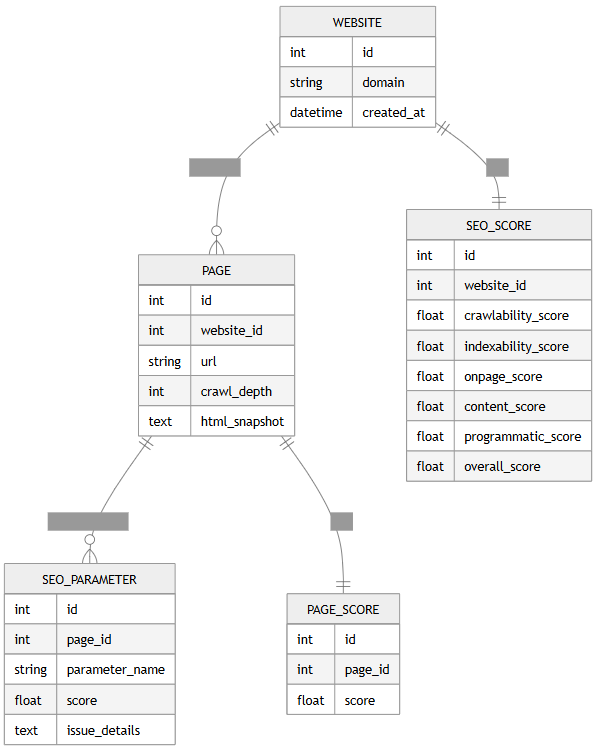 WEBSITE
int id
string domain
datetime created_at
SEO_SCORE
int id
int website_id
float crawlability_score
float indexability_score
float onpage_score
float content_score
float programmatic_score
float overall_score
PAGE
int id
int website_id
string url
int crawl_depth
text html_snapshot
SEO_PARAMETER
int id
int page_id
string parameter_name
float score
text issue_details
PAGE_SCORE
int id
int page_id
float score